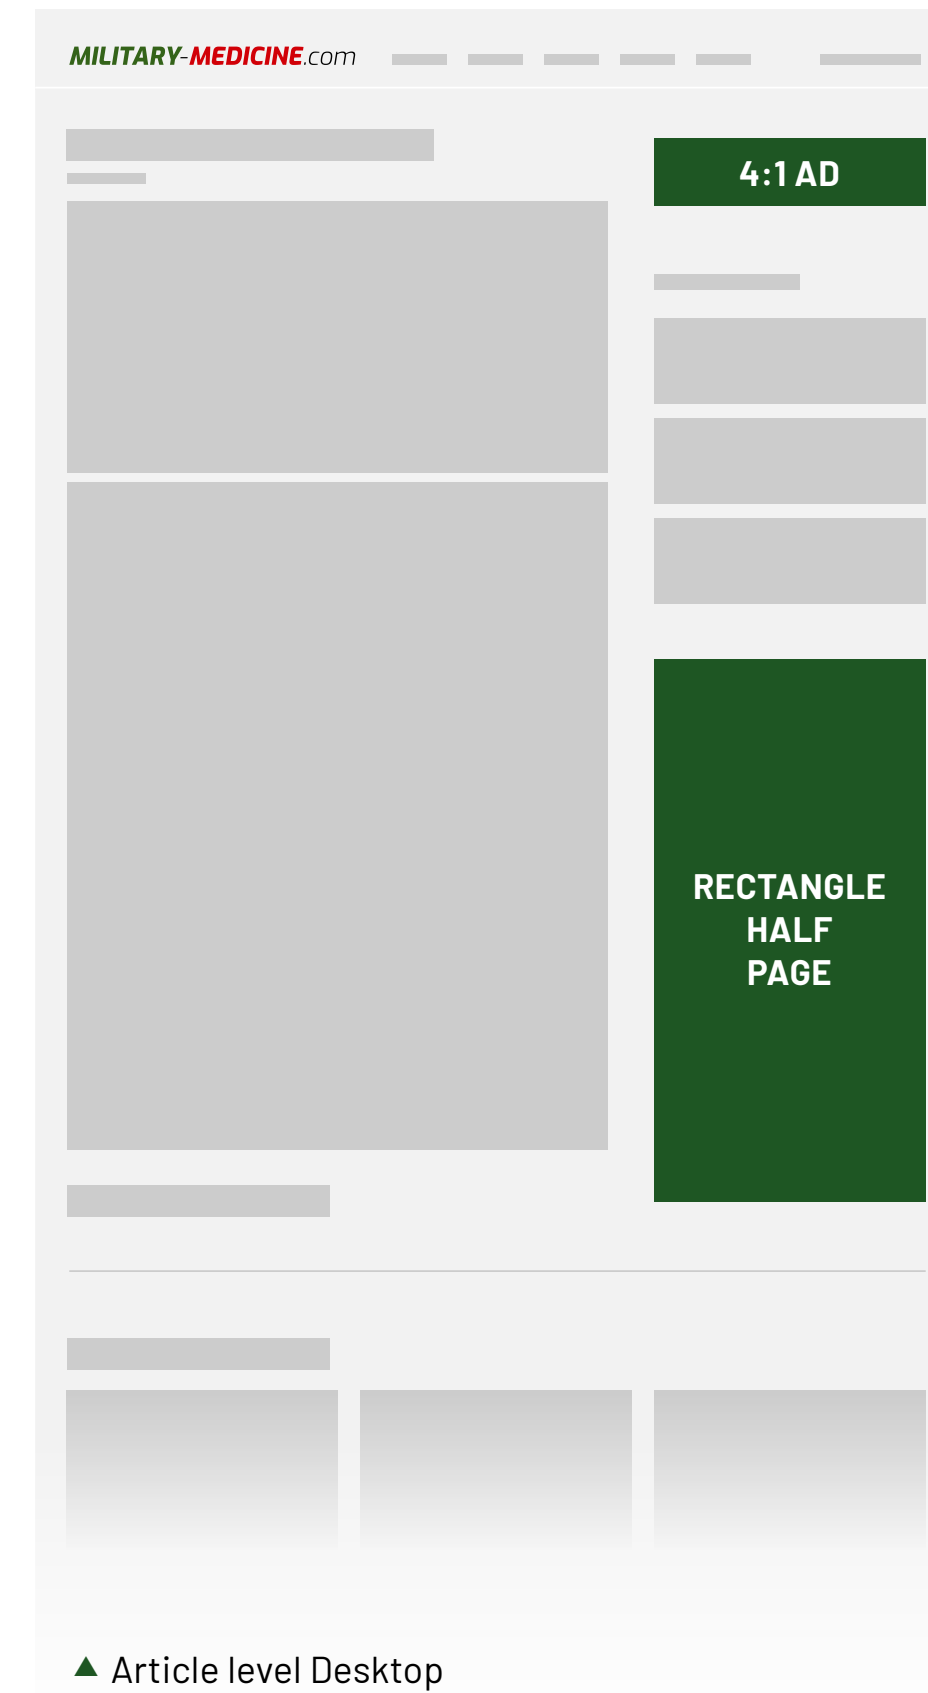 MILITARY-MEDICINE.com
4:1 AD
RECTANGLE
HALF
PAGE
Article level Desktop